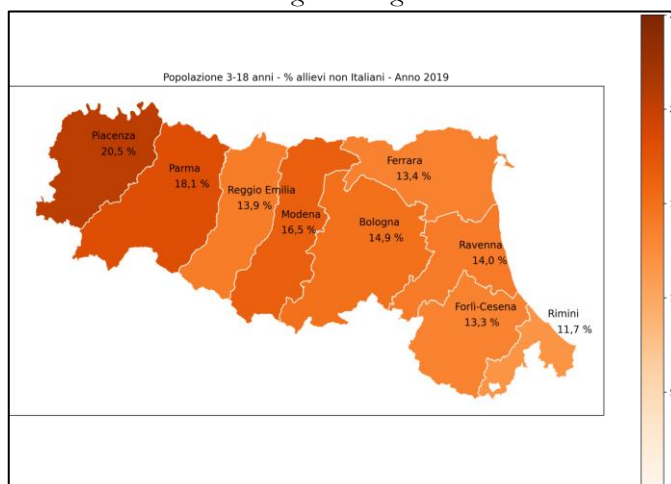 Popolazione 3-18 anni - % allievi non Italiani - Anno 2019
Piacenza
20,5 %
Parma
18,1 %
Reggio Emilia
13,9 %
Modena
16,5 %
Ferrara
13,4 %
Bologna
14,9 %
Ravenna
14,0 %
Forlì-Cesena
13,3 %
Rimini
11,7 %